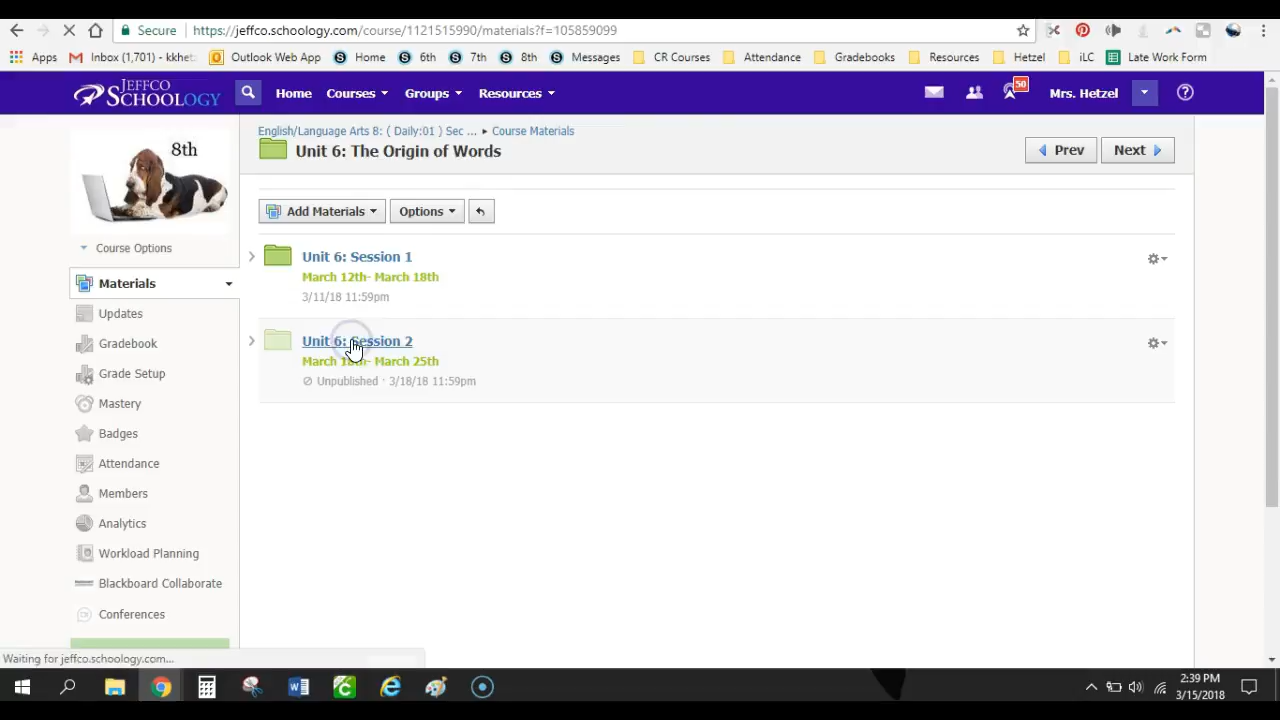 Secure https://jeffco.schoology.com/course/1121515990/materials?f=105859099
Apps Inbox (1,701) - kkhet Outlook Web App Home 6th 7th 8th Messages CR Courses Attendance Gradebooks Resources Hetzel iLC Late Work Form
JEFFCO SCHOOLOGY Home Courses Groups Resources 50 Mrs. Hetzel
8th
English/Language Arts 8: ( Daily:01 ) Sec ... Course Materials
Unit 6: The Origin of Words Prev Next
Add Materials Options
Course Options
Materials
Updates
Gradebook
Grade Setup
Mastery
Badges
Attendance
Members
Analytics
Workload Planning
Blackboard Collaborate
Conferences
Unit 6: Session 1
March 12th- March 18th
3/11/18 11:59pm
Unit 6: Session 2
March 18th- March 25th
Unpublished · 3/18/18 11:59pm
Waiting for jeffco.schoology.com...
2:39 PM
3/15/2018